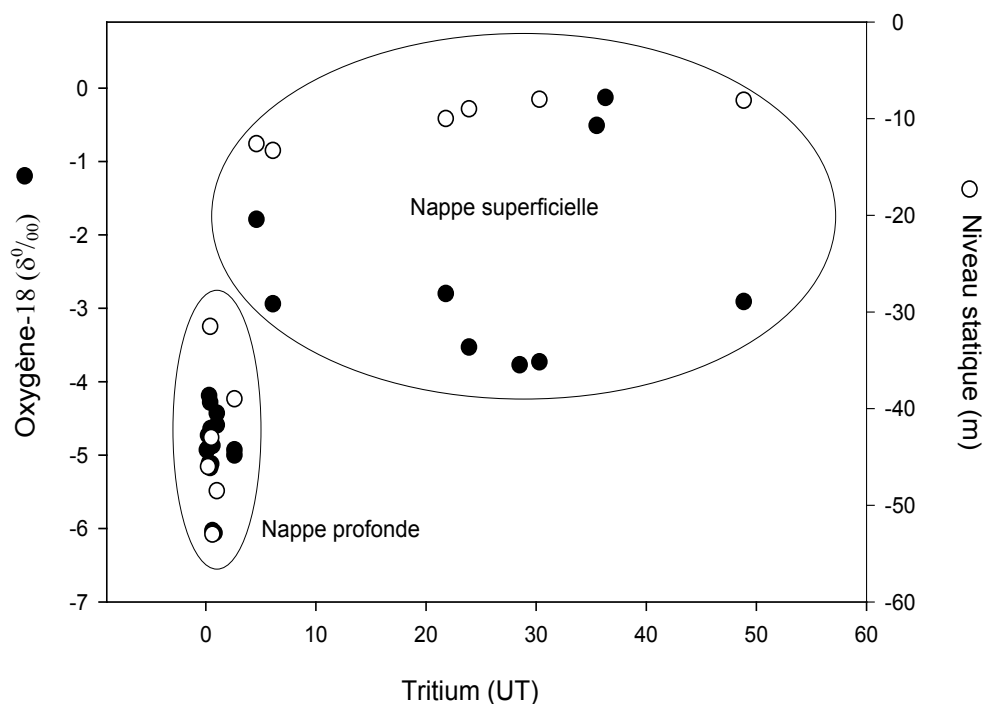 0
-1
-2
-3
-4
-5
-6
-7
Oxygène-18 (δ⁰/₀₀)
0
-10
-20
-30
-40
-50
-60
Niveau statique (m)
Nappe superficielle
Nappe profonde
0 10 20 30 40 50 60
Tritium (UT)